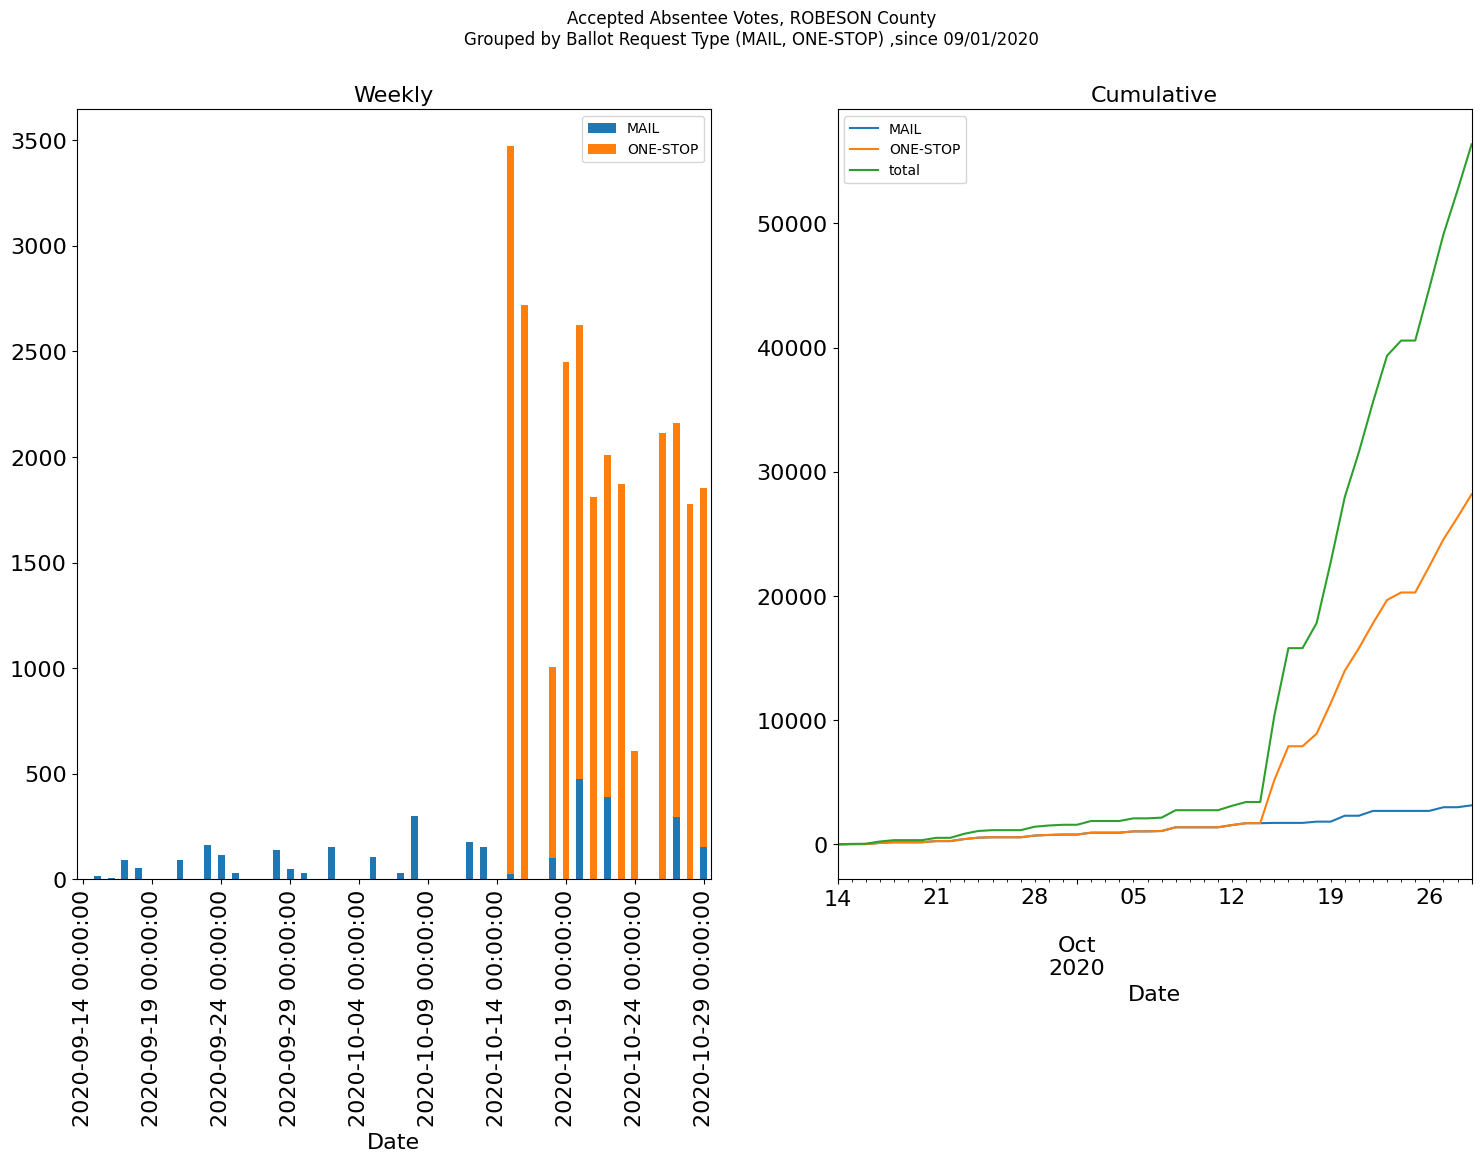 Accepted Absentee Votes, ROBESON County
Grouped by Ballot Request Type (MAIL, ONE-STOP) ,since 09/01/2020
Weekly
3500
3000
2500
2000
1500
1000
500
0
MAIL
ONE-STOP
2020-09-14 00:00:00
2020-09-19 00:00:00
2020-09-24 00:00:00
2020-09-29 00:00:00
2020-10-04 00:00:00
2020-10-09 00:00:00
2020-10-14 00:00:00
2020-10-19 00:00:00
2020-10-24 00:00:00
2020-10-29 00:00:00
Date
Cumulative
MAIL
ONE-STOP
total
50000
40000
30000
20000
10000
0
14 21 28 05 12 19 26
Oct
2020
Date